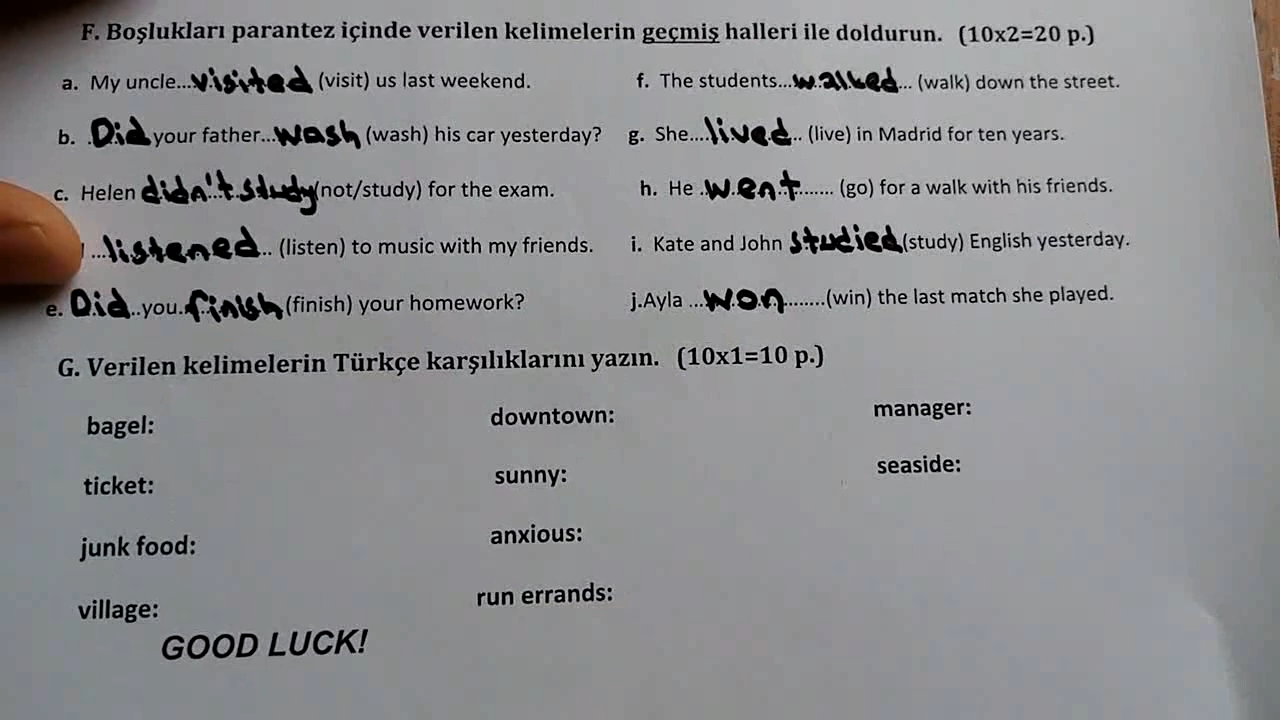 F. Boşlukları parantez içinde verilen kelimelerin geçmiş halleri ile doldurun. (10x2=20 p.)
a. My uncle...visited (visit) us last weekend.
b. .Did your father...wash (wash) his car yesterday?
c. Helen didn't study(not/study) for the exam.
...listened.. (listen) to music with my friends.
e. Did..you.finish (finish) your homework?
f. The students...walked... (walk) down the street.
g. She....lived.. (live) in Madrid for ten years.
h. He .went....... (go) for a walk with his friends.
i. Kate and John studied(study) English yesterday.
j.Ayla ...won........(win) the last match she played.
G. Verilen kelimelerin Türkçe karşılıklarını yazın. (10x1=10 p.)
bagel:
ticket:
junk food:
village:
downtown:
sunny:
anxious:
run errands:
manager:
seaside:
GOOD LUCK!